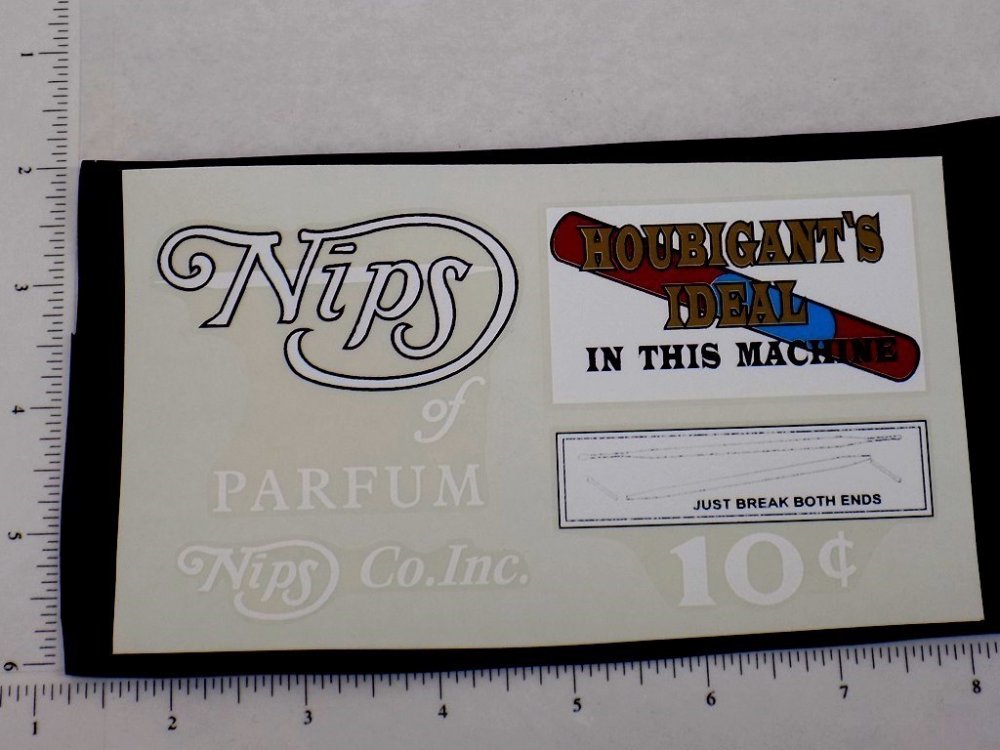 Nips
of
PARFUM
Nips Co.Inc.
HOUBIGANT'S
IDEAL
IN THIS MACHINE
JUST BREAK BOTH ENDS
10¢
1
2
3
4
5
6
1
2
3
4
5
6
7
8